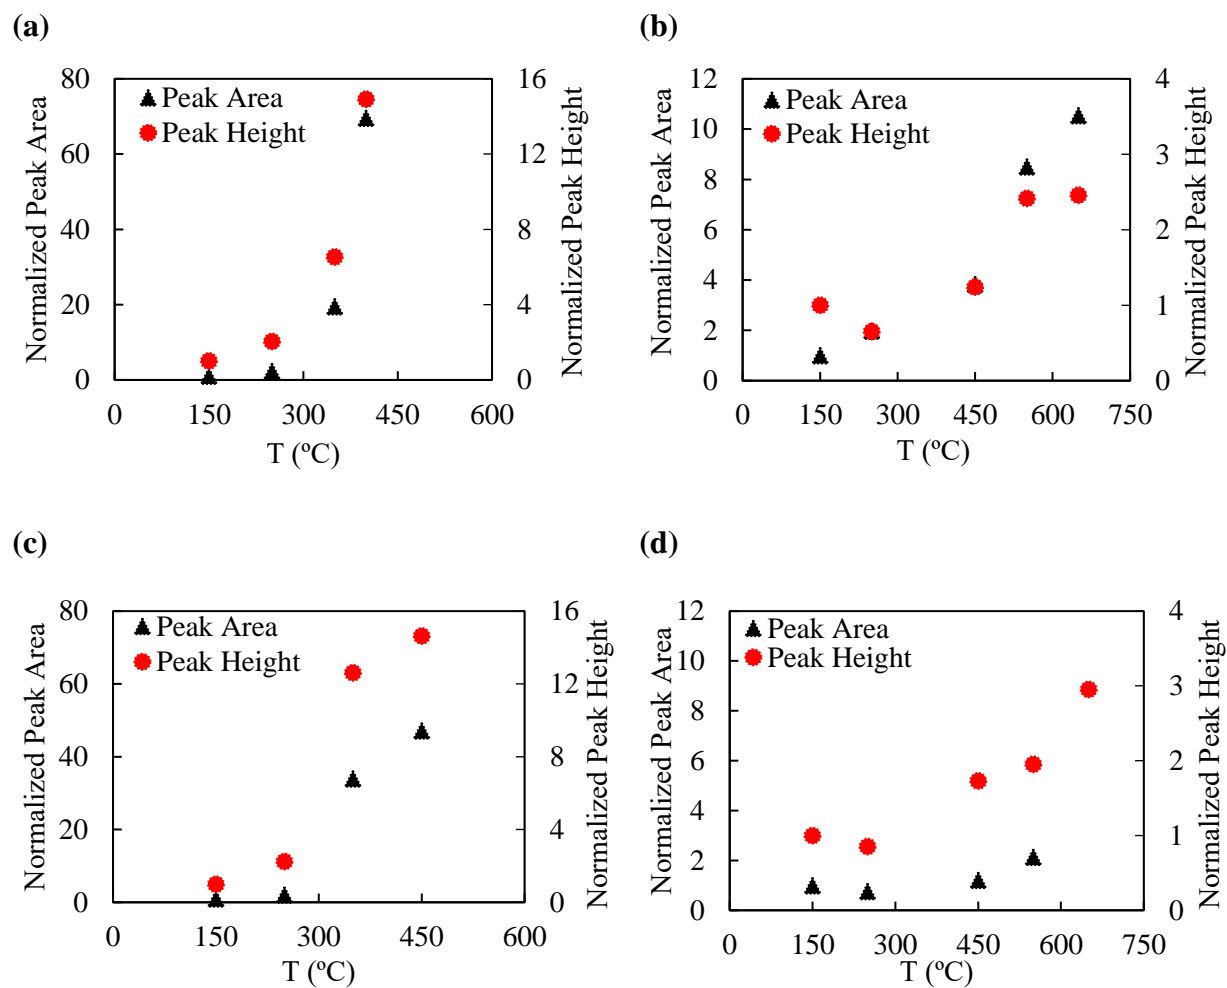 (a)
80
60
40
20
0
Normalized Peak Area
Peak Area
Peak Height
16
12
8
4
0
Normalized Peak Height
0 150 300 450 600
T (ºC)
(b)
12
10
8
6
4
2
0
Normalized Peak Area
Peak Area
Peak Height
4
3
2
1
0
Normalized Peak Height
0 150 300 450 600 750
T (ºC)
(c)
80
60
40
20
0
Normalized Peak Area
Peak Area
Peak Height
16
12
8
4
0
Normalized Peak Height
0 150 300 450 600
T (ºC)
(d)
12
10
8
6
4
2
0
Normalized Peak Area
Peak Area
Peak Height
4
3
2
1
0
Normalized Peak Height
0 150 300 450 600 750
T (ºC)